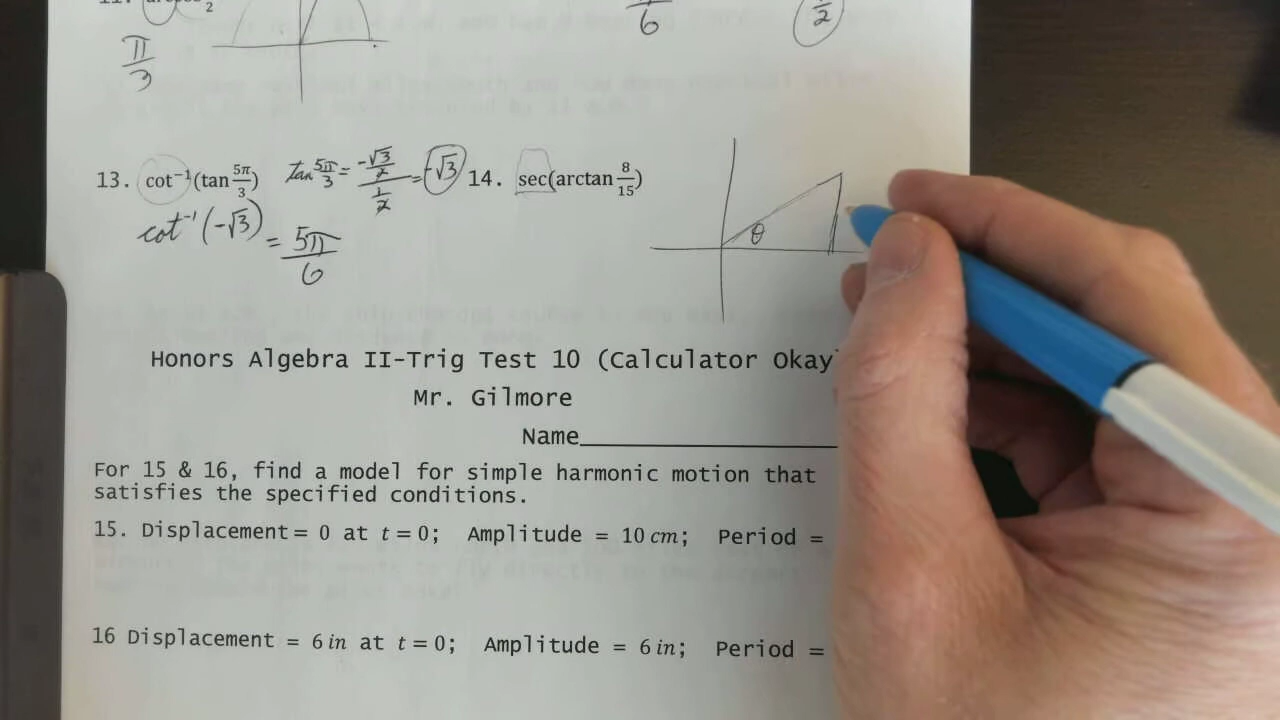 11. arccos 2
π/3
π/6
2
13. cot⁻¹(tan 5π/3) tan 5π/3 = (-√3/2)/(1/2) = -√3
cot⁻¹(-√3) = 5π/6
14. sec(arctan 8/15)
θ
Honors Algebra II-Trig Test 10 (Calculator Okay
Mr. Gilmore
Name
For 15 & 16, find a model for simple harmonic motion that
satisfies the specified conditions.
15. Displacement = 0 at t = 0; Amplitude = 10 cm; Period =
16 Displacement = 6 in at t = 0; Amplitude = 6 in; Period =